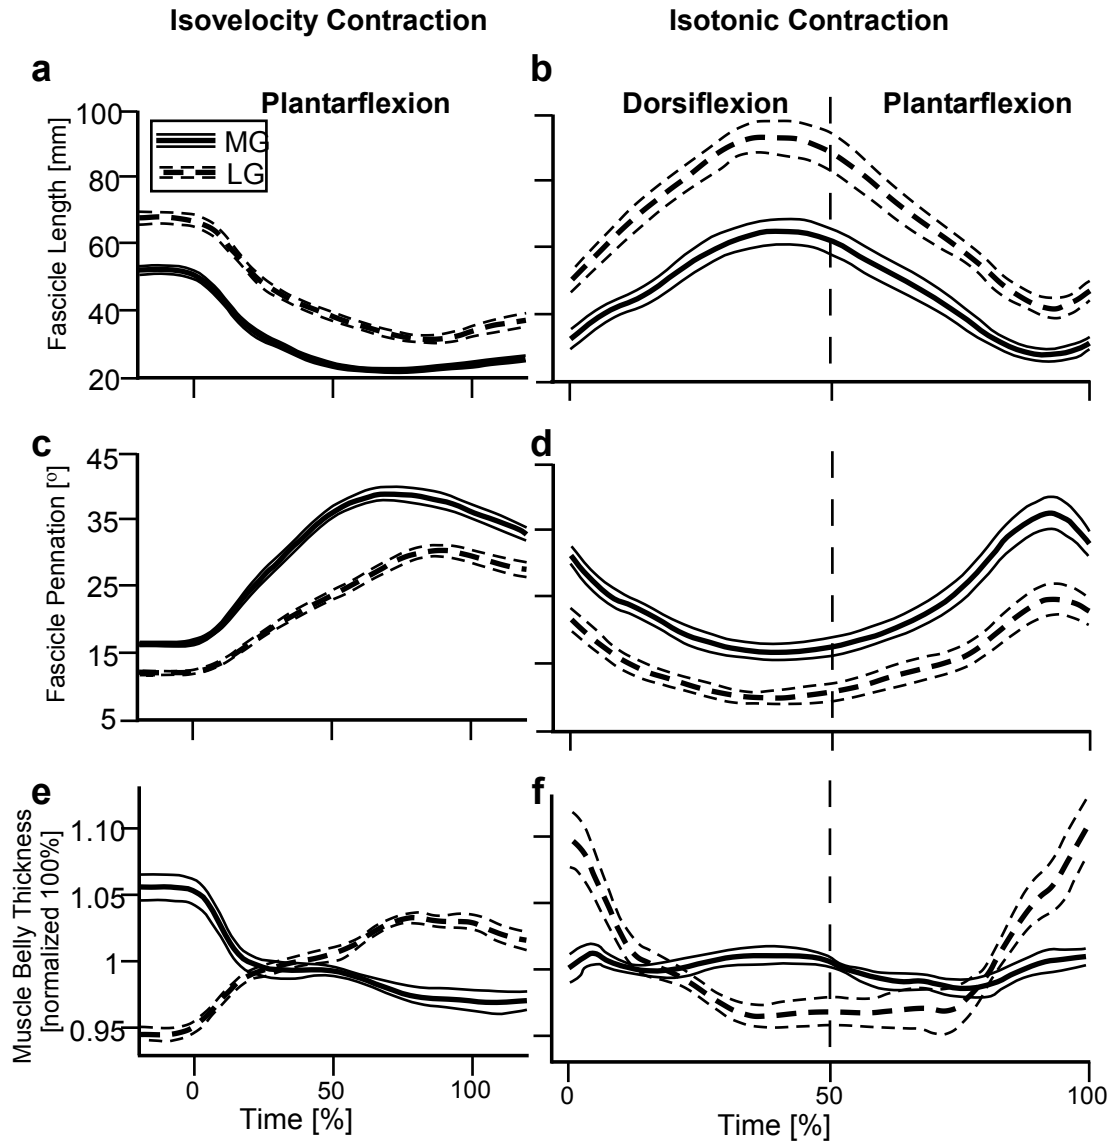 Isovelocity Contraction
Isotonic Contraction
a
b
Plantarflexion
Dorsiflexion
Plantarflexion
Fascicle Length [mm]
100
80
60
40
20
MG
LG
c
d
Fascicle Pennation [º]
45
35
25
15
5
e
f
Muscle Belly Thickness
[normalized 100%]
1.10
1.05
1
0.95
0
50
100
Time [%]
0
50
100
Time [%]